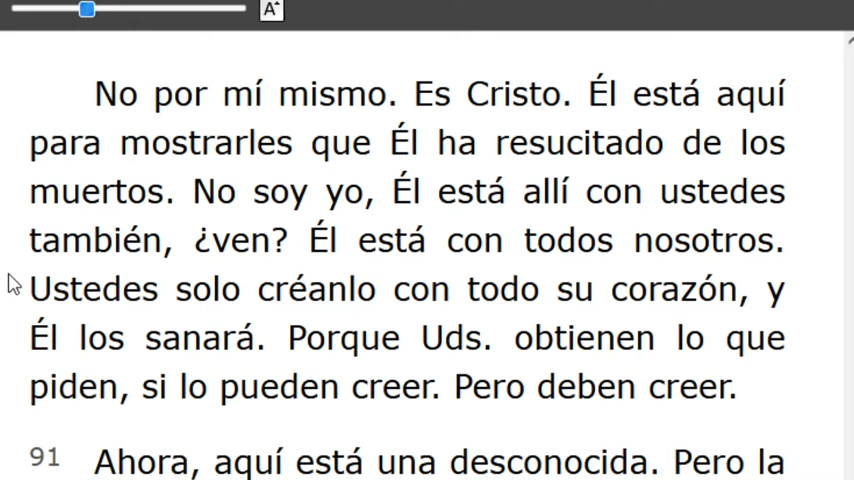 A
No por mí mismo. Es Cristo. Él está aquí
para mostrarles que Él ha resucitado de los
muertos. No soy yo, Él está allí con ustedes
también, ¿ven? Él está con todos nosotros.
Ustedes solo créanlo con todo su corazón, y
Él los sanará. Porque Uds. obtienen lo que
piden, si lo pueden creer. Pero deben creer.
91 Ahora, aquí está una desconocida. Pero la